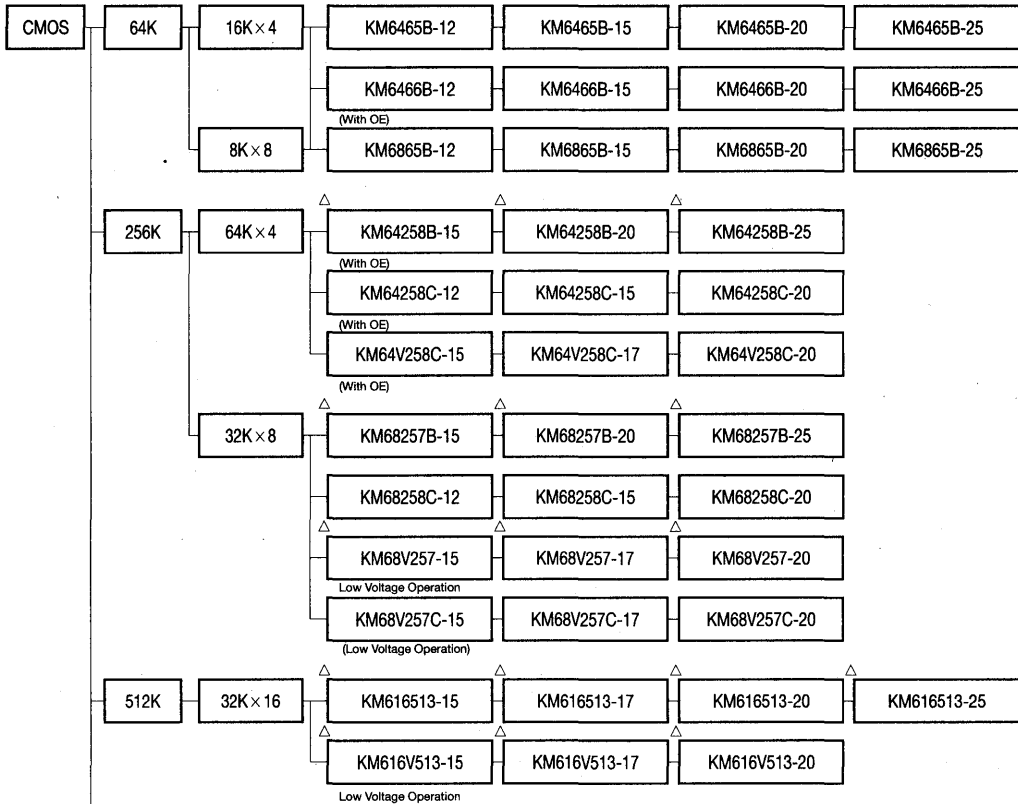 CMOS 64K 16K×4 KM6465B-12 KM6465B-15 KM6465B-20 KM6465B-25
KM6466B-12 KM6466B-15 KM6466B-20 KM6466B-25
(With OE)
8K×8 KM6865B-12 KM6865B-15 KM6865B-20 KM6865B-25
△ △ △
256K 64K×4 KM64258B-15 KM64258B-20 KM64258B-25
(With OE)
KM64258C-12 KM64258C-15 KM64258C-20
(With OE)
KM64V258C-15 KM64V258C-17 KM64V258C-20
(With OE)
△ △ △
32K×8 KM68257B-15 KM68257B-20 KM68257B-25
KM68258C-12 KM68258C-15 KM68258C-20
△ △ △
KM68V257-15 KM68V257-17 KM68V257-20
Low Voltage Operation
KM68V257C-15 KM68V257C-17 KM68V257C-20
(Low Voltage Operation)
△ △ △ △
512K 32K×16 KM616513-15 KM616513-17 KM616513-20 KM616513-25
△ △ △
KM616V513-15 KM616V513-17 KM616V513-20
Low Voltage Operation